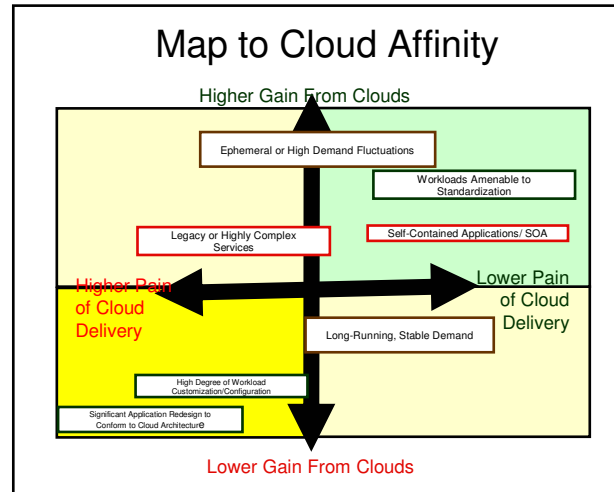 Map to Cloud Affinity
Higher Gain From Clouds
Ephemeral or High Demand Fluctuations
Workloads Amenable to
Standardization
Legacy or Highly Complex
Services
Self-Contained Applications/ SOA
Higher Pain
of Cloud
Delivery
Lower Pain
of Cloud
Delivery
Long-Running, Stable Demand
High Degree of Workload
Customization/Configuration
Significant Application Redesign to
Conform to Cloud Architecture
Lower Gain From Clouds